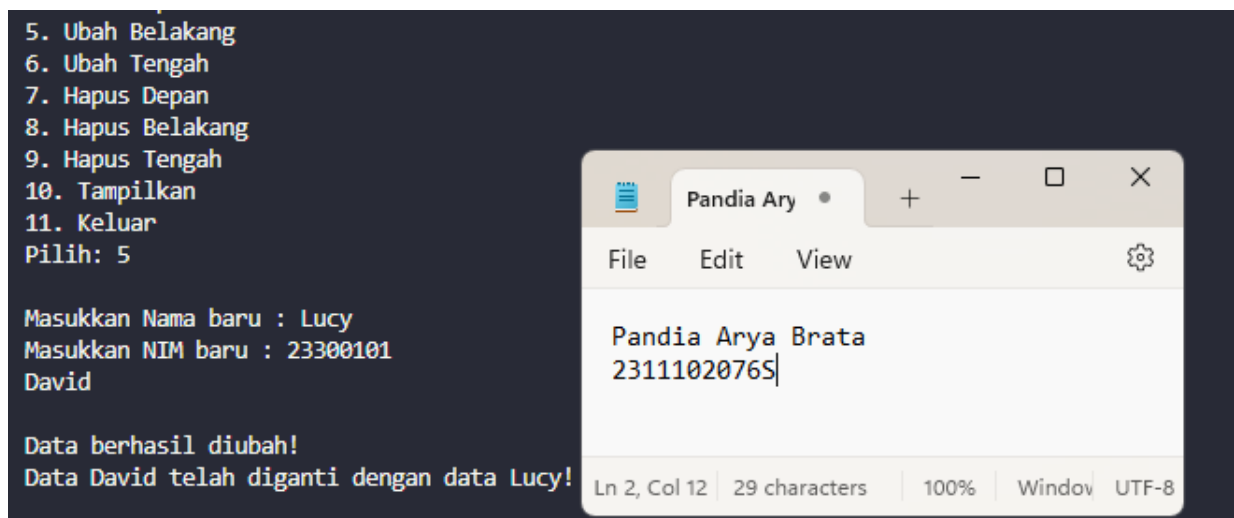 5. Ubah Belakang
6. Ubah Tengah
7. Hapus Depan
8. Hapus Belakang
9. Hapus Tengah
10. Tampilkan
11. Keluar
Pilih: 5
Masukkan Nama baru : Lucy
Masukkan NIM baru : 23300101
David
Data berhasil diubah!
Data David telah diganti dengan data Lucy!
Pandia Ary
File Edit View
Pandia Arya Brata
2311102076S
Ln 2, Col 12 29 characters 100% Window UTF-8